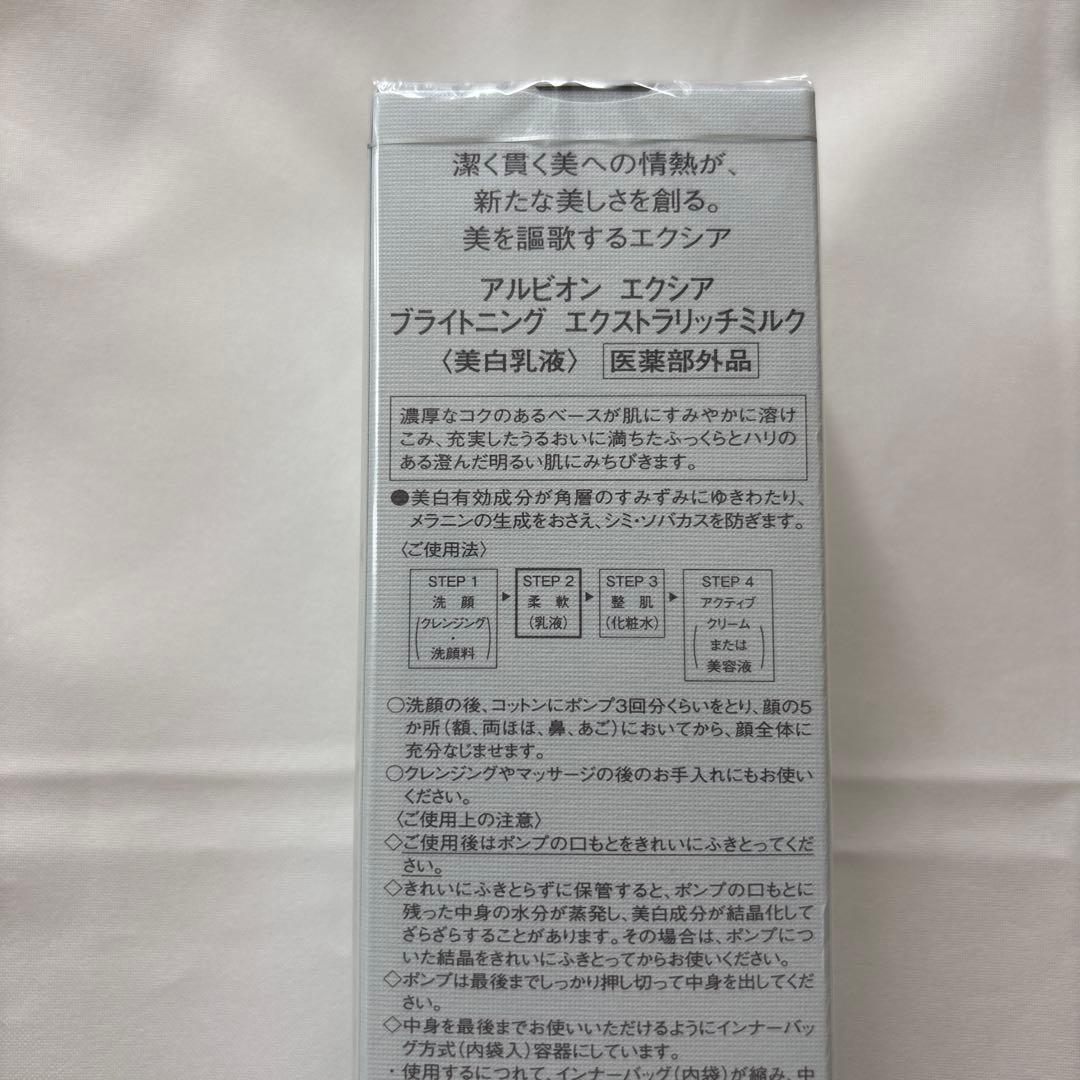 潔く貫く美への情熱が、
新たな美しさを創る。
美を謳歌するエクシア
アルビオン エクシア
ブライトニング エクストラリッチミルク
〈美白乳液〉 医薬部外品
濃厚なコクのあるベースが肌にすみやかに溶け
こみ、充実したうるおいに満ちたふっくらとハリの
ある澄んだ明るい肌にみちびきます。
●美白有効成分が角層のすみずみにゆきわたり、
メラニンの生成をおさえ、シミ・ソバカスを防ぎます。
〈ご使用法〉
STEP 1 ▶ STEP 2 ▶ STEP 3 ▶ STEP 4
洗 顔 柔 軟 整 肌 アクティブ
(クレンジング (乳液) (化粧水) (クリーム
・ または
洗顔料) 美容液)
○洗顔の後、コットンにポンプ3回分くらいをとり、顔の5
か所(額、両ほほ、鼻、あご)においてから、顔全体に
充分なじませます。
○クレンジングやマッサージの後のお手入れにもお使い
ください。
〈ご使用上の注意〉
◇ご使用後はポンプの口もとをきれいにふきとってくだ
さい。
◇きれいにふきとらずに保管すると、ポンプの口もとに
残った中身の水分が蒸発し、美白成分が結晶化して
ざらざらすることがあります。その場合は、ポンプにつ
いた結晶をきれいにふきとってからお使いください。
◇ポンプは最後までしっかり押し切って中身を出してくだ
さい。
◇中身を最後までお使いいただけるようにインナーバッ
グ方式(内袋入)容器にしています。
・使用するにつれて、インナーバッグ(内袋)が縮み、中